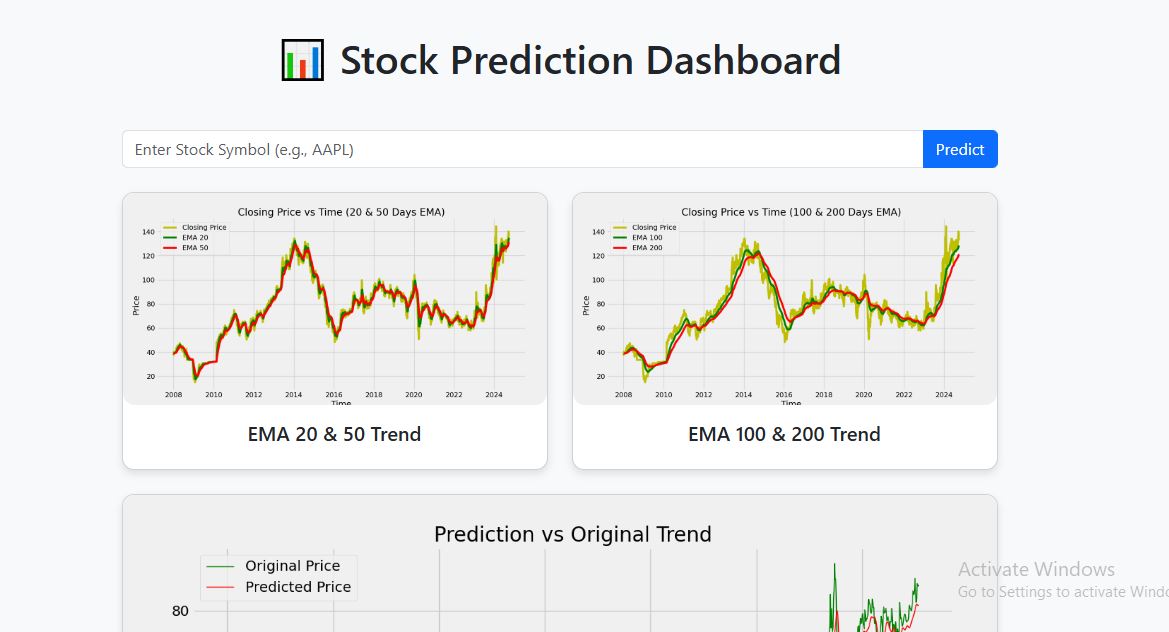 Stock Prediction Dashboard
Enter Stock Symbol (e.g., AAPL)
Predict
Closing Price vs Time (20 & 50 Days EMA)
Closing Price
EMA 20
EMA 50
Price
140
120
100
80
60
40
20
2008 2010 2012 2014 2016 2018 2020 2022 2024
Time
EMA 20 & 50 Trend
Closing Price vs Time (100 & 200 Days EMA)
Closing Price
EMA 100
EMA 200
Price
140
120
100
80
60
40
20
2008 2010 2012 2014 2016 2018 2020 2022 2024
Time
EMA 100 & 200 Trend
Prediction vs Original Trend
Original Price
Predicted Price
80
Activate Windows
Go to Settings to activate Windo